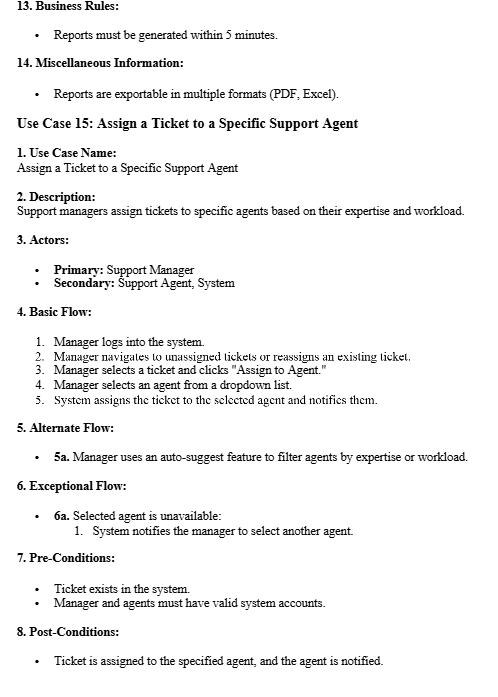 13. Business Rules:
• Reports must be generated within 5 minutes.
14. Miscellaneous Information:
• Reports are exportable in multiple formats (PDF, Excel).
Use Case 15: Assign a Ticket to a Specific Support Agent
1. Use Case Name:
Assign a Ticket to a Specific Support Agent
2. Description:
Support managers assign tickets to specific agents based on their expertise and workload.
3. Actors:
• Primary: Support Manager
• Secondary: Support Agent, System
4. Basic Flow:
1. Manager logs into the system.
2. Manager navigates to unassigned tickets or reassigns an existing ticket.
3. Manager selects a ticket and clicks "Assign to Agent."
4. Manager selects an agent from a dropdown list.
5. System assigns the ticket to the selected agent and notifies them.
5. Alternate Flow:
• 5a. Manager uses an auto-suggest feature to filter agents by expertise or workload.
6. Exceptional Flow:
• 6a. Selected agent is unavailable:
1. System notifies the manager to select another agent.
7. Pre-Conditions:
• Ticket exists in the system.
• Manager and agents must have valid system accounts.
8. Post-Conditions:
• Ticket is assigned to the specified agent, and the agent is notified.